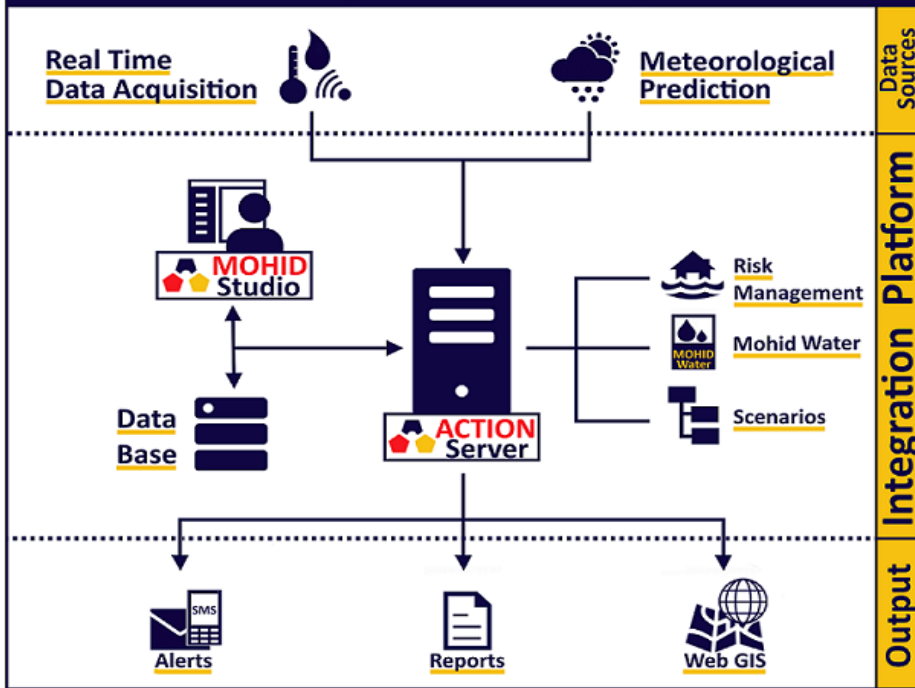 Real Time
Data Acquisition
Meteorological
Prediction
Data
Sources
MOHID
Studio
Risk
Management
MOHID
Water
Mohid Water
Data
Base
Scenarios
ACTION
Server
Integration Platform
SMS
Alerts
Reports
Web GIS
Output